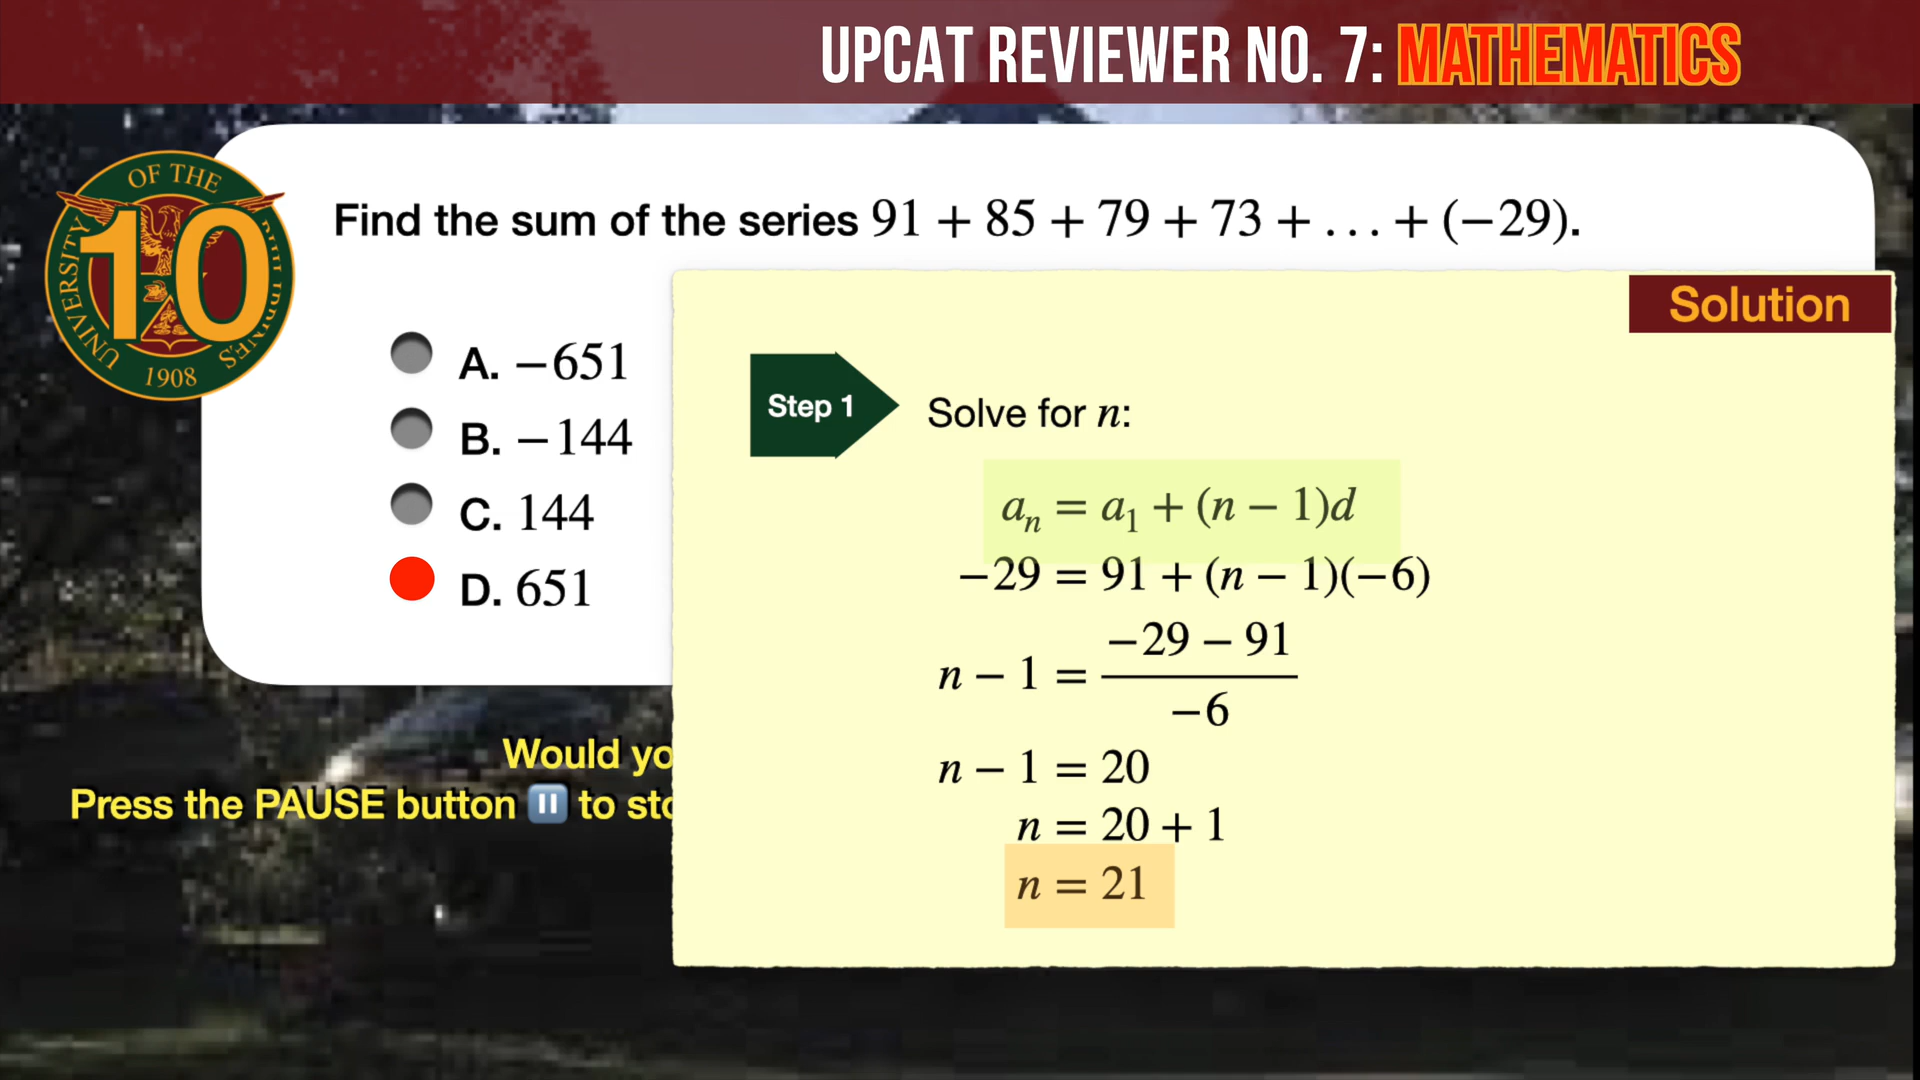 UPCAT REVIEWER NO. 7: MATHEMATICS
OF THE
UNIVERSITY
10
1908
Find the sum of the series 91 + 85 + 79 + 73 + . . . + (−29).
A. −651
B. −144
C. 144
D. 651
Solution
Step 1
Solve for n:
aₙ = a₁ + (n − 1)d
−29 = 91 + (n − 1)(−6)
n − 1 = (−29 − 91)/−6
n − 1 = 20
n = 20 + 1
n = 21
Would yo
Press the PAUSE button ⏸ to sto